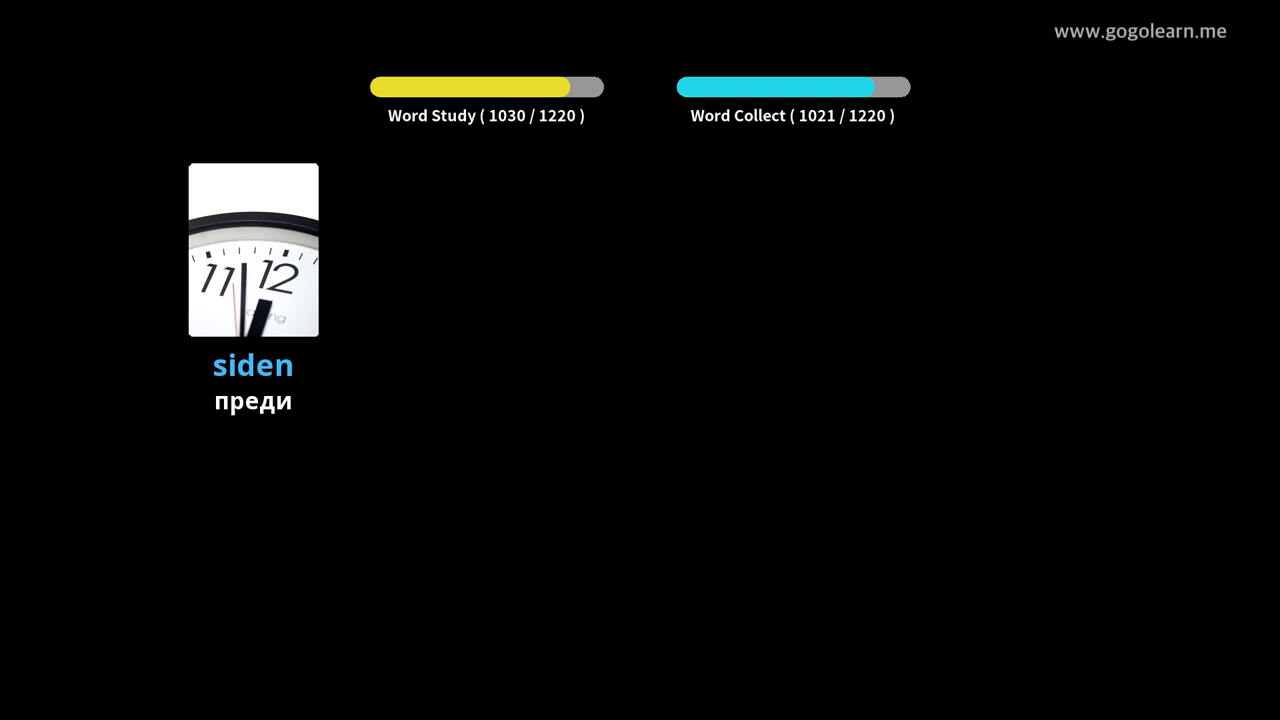 www.gogolearn.me
Word Study ( 1030 / 1220 )
Word Collect ( 1021 / 1220 )
11 12
siden
преди